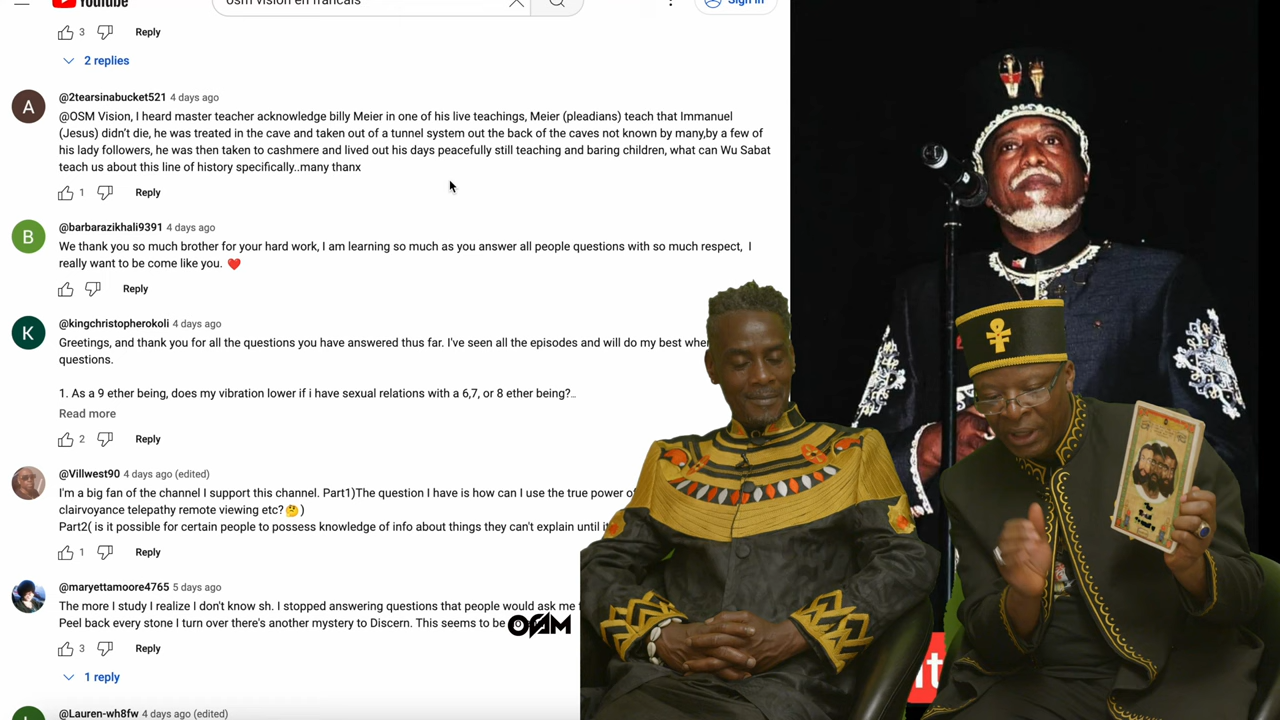 YouTube
osm vision en francais
Sign in
3 Reply
2 replies
A @2tearsinabucket521 4 days ago
@OSM Vision, I heard master teacher acknowledge billy Meier in one of his live teachings, Meier (pleadians) teach that Immanuel
(Jesus) didn't die, he was treated in the cave and taken out of a tunnel system out the back of the caves not known by many,by a few of
his lady followers, he was then taken to cashmere and lived out his days peacefully still teaching and baring children, what can Wu Sabat
teach us about this line of history specifically..many thanx
1 Reply
B @barbarazikhali9391 4 days ago
We thank you so much brother for your hard work, I am learning so much as you answer all people questions with so much respect, I
really want to be come like you. ❤️
Reply
K @kingchristopherokoli 4 days ago
Greetings, and thank you for all the questions you have answered thus far. I've seen all the episodes and will do my best
questions.
1. As a 9 ether being, does my vibration lower if i have sexual relations with a 6,7, or 8 ether being?...
Read more
2 Reply
@Villwest90 4 days ago (edited)
I'm a big fan of the channel I support this channel. Part1)The question I have is how can I use the true power
clairvoyance telepathy remote viewing etc?🤔)
Part2( is it possible for certain people to possess knowledge of info about things they can't explain until
1 Reply
@maryettamoore4765 5 days ago
The more I study I realize I don't know sh. I stopped answering questions that people would ask me
Peel back every stone I turn over there's another mystery to Discern. This seems to be
OSM
3 Reply
1 reply
@Lauren-wh8fw 4 days ago (edited)